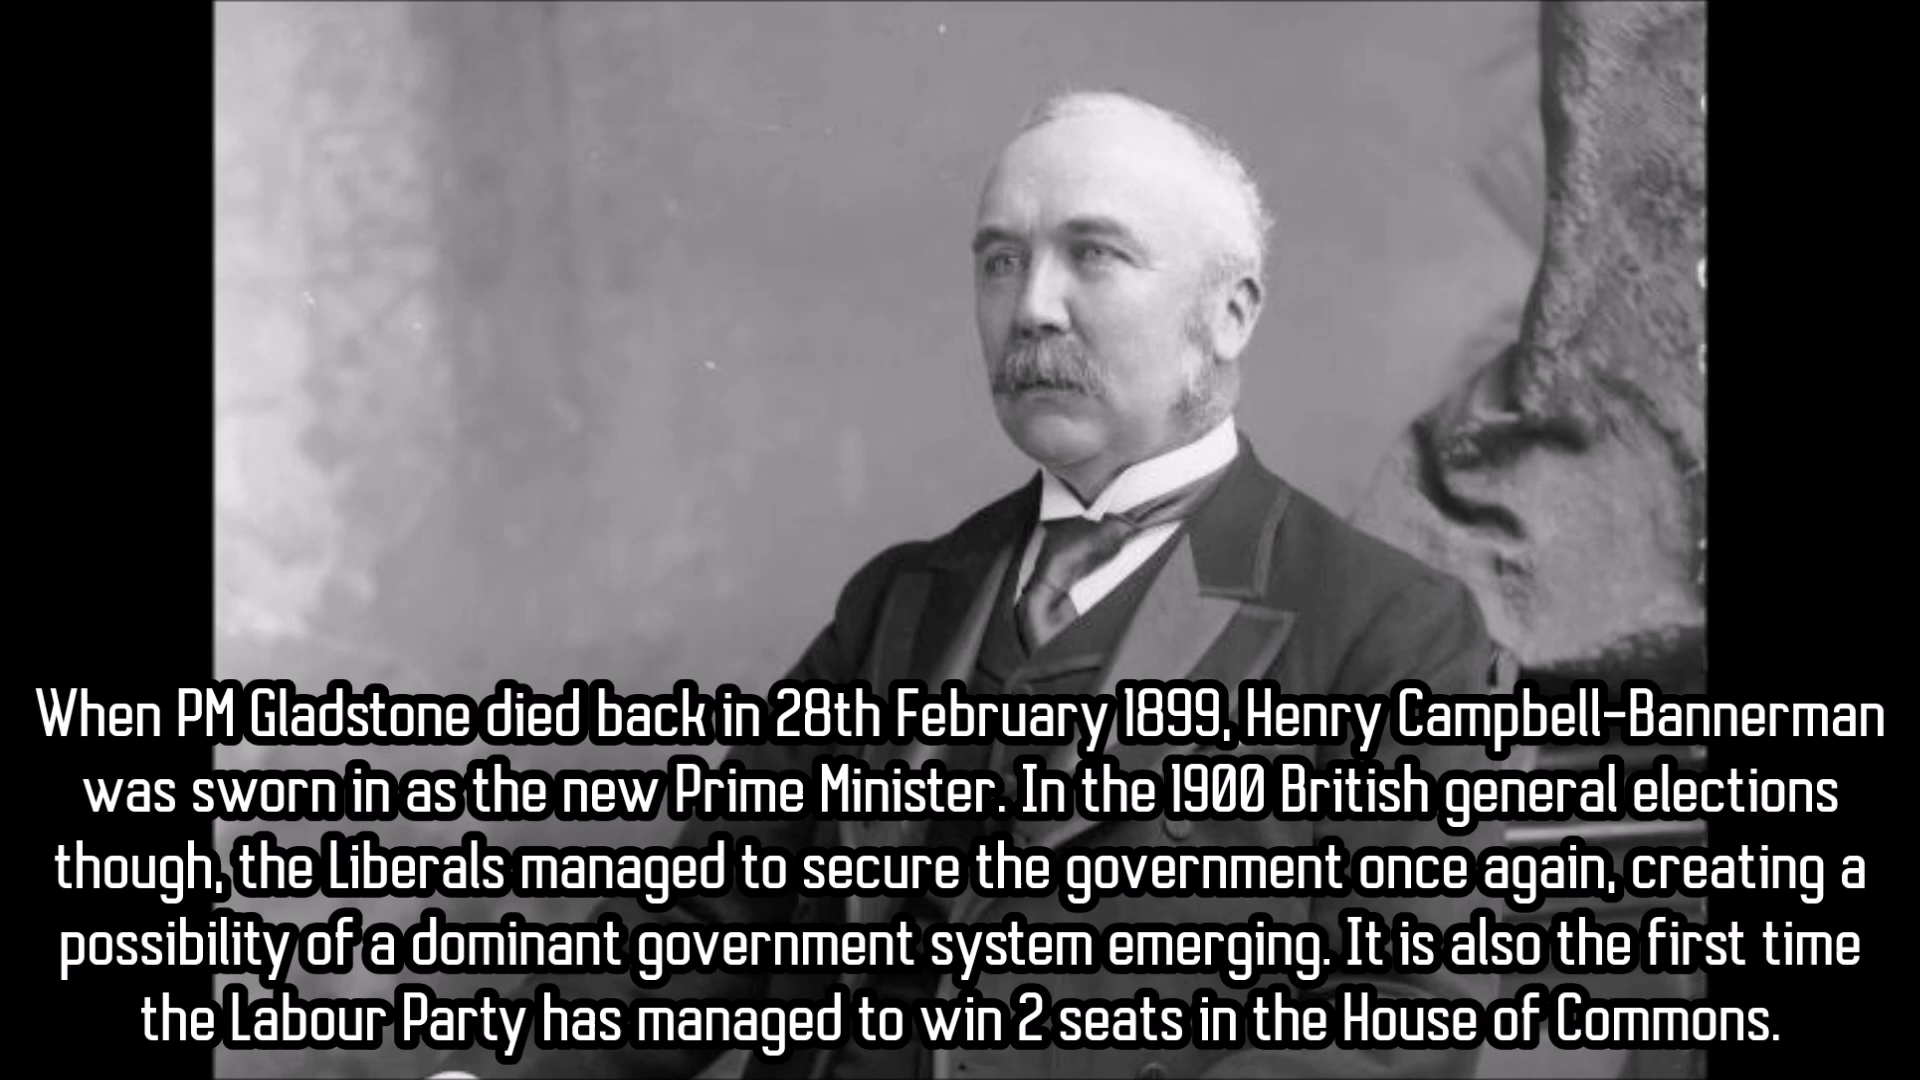 When PM Gladstone died back in 28th February 1899, Henry Campbell-Bannerman
was sworn in as the new Prime Minister. In the 1900 British general elections
though, the Liberals managed to secure the government once again, creating a
possibility of a dominant government system emerging. It is also the first time
the Labour Party has managed to win 2 seats in the House of Commons.